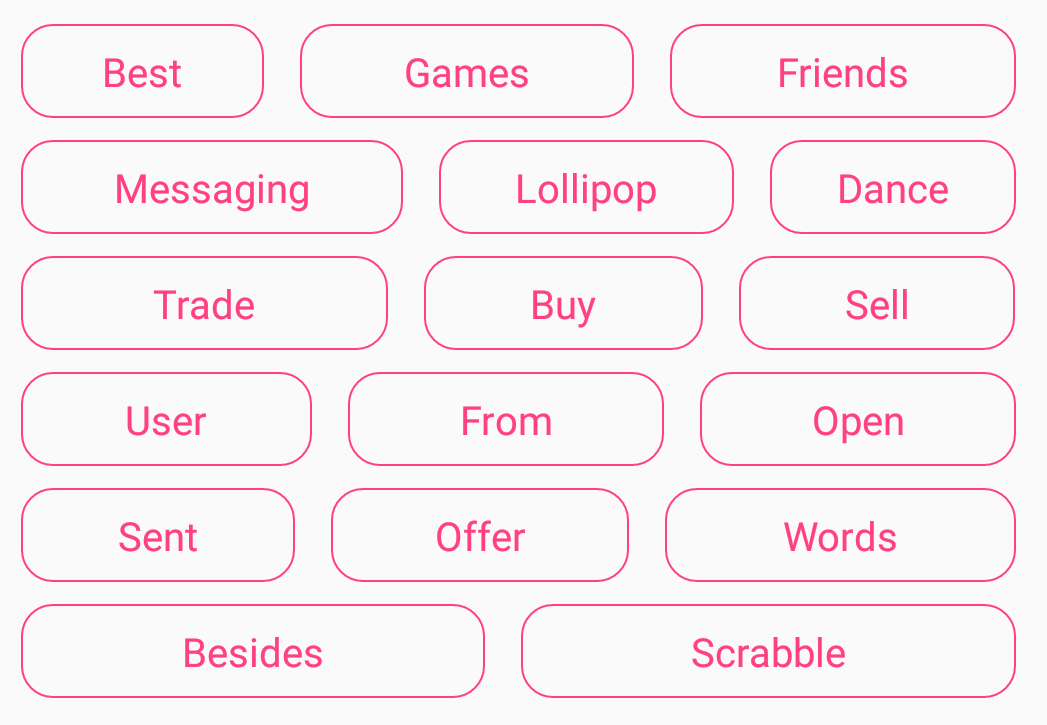 Best Games Friends
Messaging Lollipop Dance
Trade Buy Sell
User From Open
Sent Offer Words
Besides Scrabble